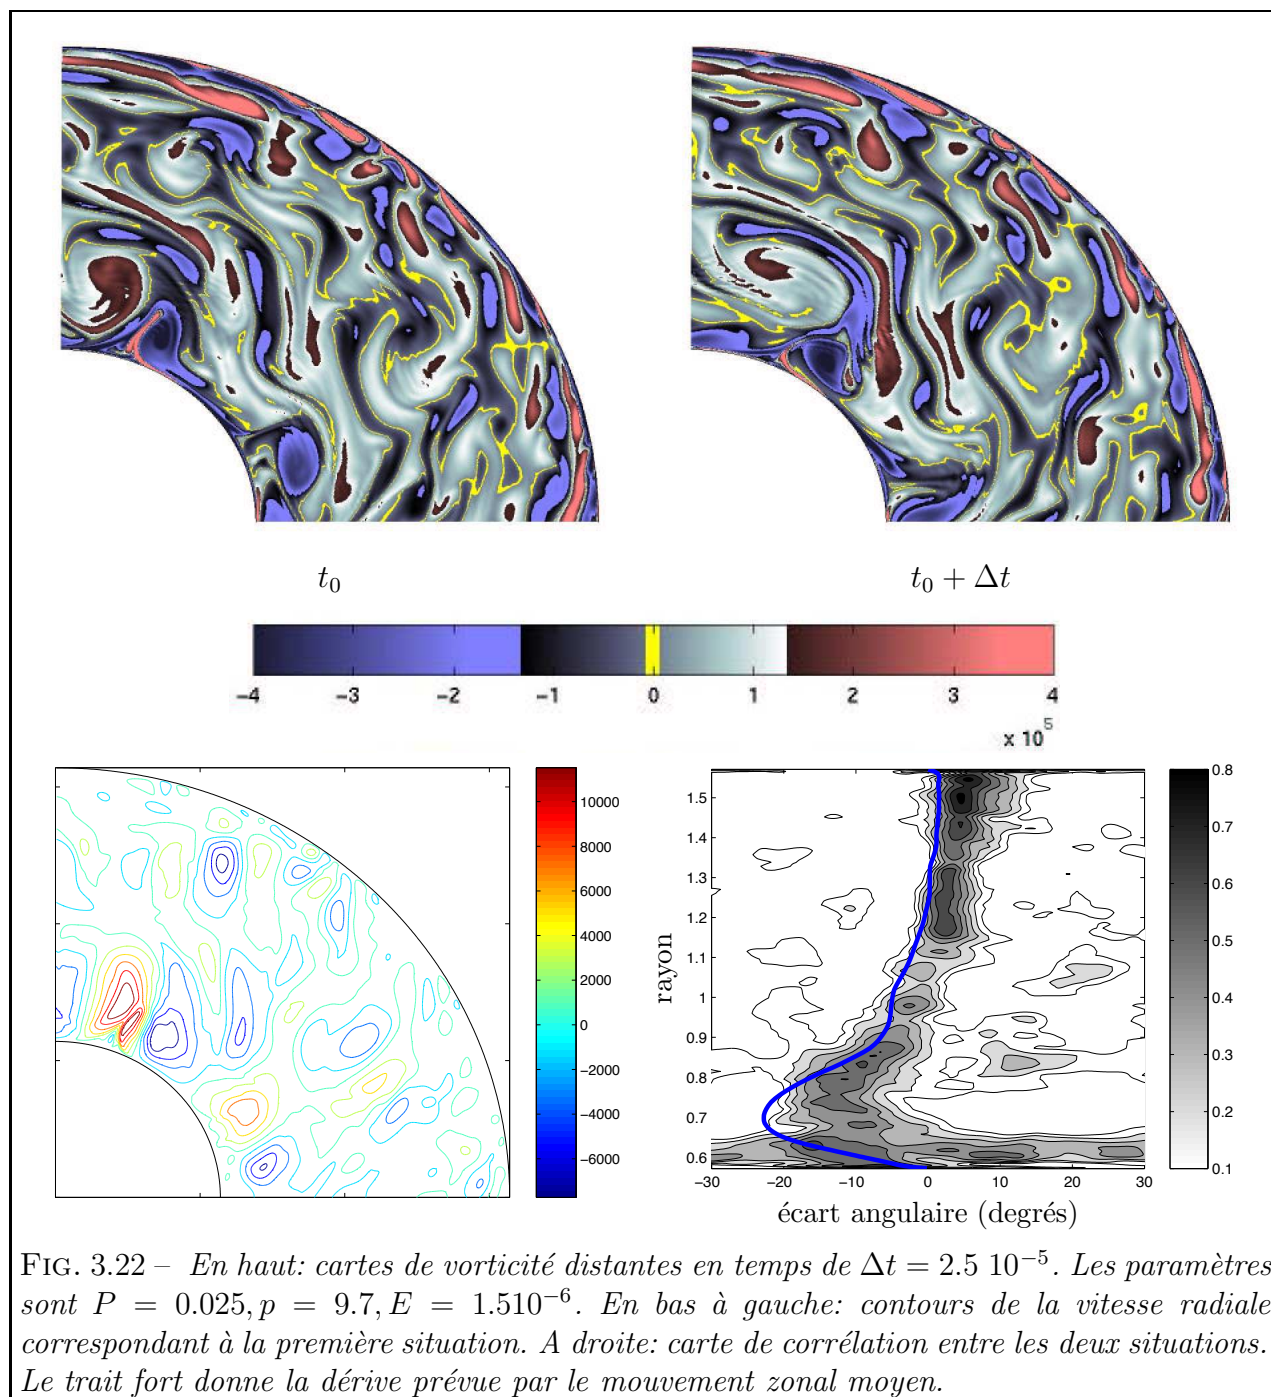 t₀
t₀ + Δt
−4 −3 −2 −1 0 1 2 3 4
x 10⁵
10000
8000
6000
4000
2000
0
−2000
−4000
−6000
rayon
1.5
1.4
1.3
1.2
1.1
1
0.9
0.8
0.7
0.6
−30 −20 −10 0 10 20 30
écart angulaire (degrés)
0.8
0.7
0.6
0.5
0.4
0.3
0.2
0.1
FIG. 3.22 – En haut: cartes de vorticité distantes en temps de Δt = 2.5 10⁻⁵. Les paramètres
sont P = 0.025, p = 9.7, E = 1.510⁻⁶. En bas à gauche: contours de la vitesse radiale
correspondant à la première situation. A droite: carte de corrélation entre les deux situations.
Le trait fort donne la dérive prévue par le mouvement zonal moyen.